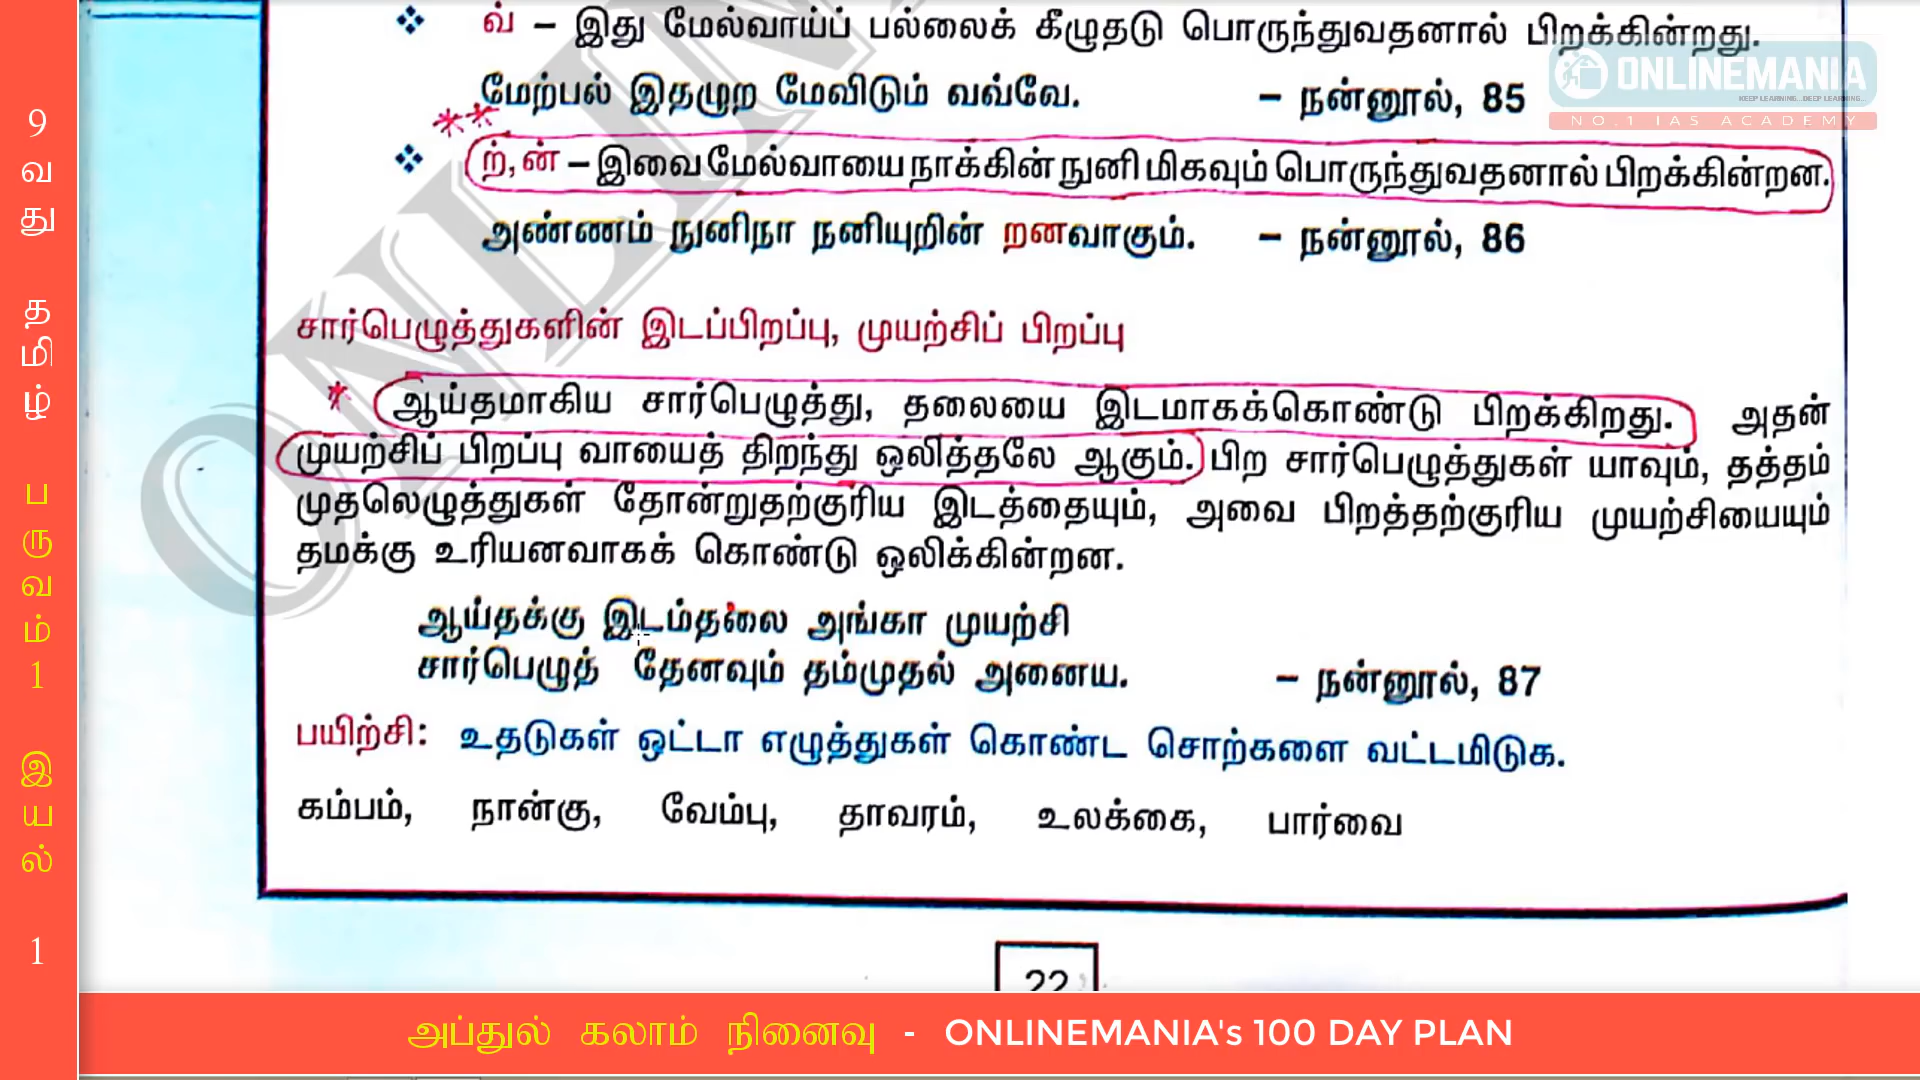 வ் – இது மேல்வாய்ப் பல்லைக் கீழுதடு பொருந்துவதனால் பிறக்கின்றது.
மேற்பல் இதழுற மேவிடும் வவ்வே. – நன்னூல், 85
ற், ன் – இவை மேல்வாயை நாக்கின் நுனி மிகவும் பொருந்துவதனால் பிறக்கின்றன.
அண்ணம் நுனிநா நனியுறின் றனவாகும். – நன்னூல், 86
சார்பெழுத்துகளின் இடப்பிறப்பு, முயற்சிப் பிறப்பு
ஆய்தமாகிய சார்பெழுத்து, தலையை இடமாகக்கொண்டு பிறக்கிறது. அதன்
முயற்சிப் பிறப்பு வாயைத் திறந்து ஒலித்தலே ஆகும். பிற சார்பெழுத்துகள் யாவும், தத்தம்
முதலெழுத்துகள் தோன்றுதற்குரிய இடத்தையும், அவை பிறத்தற்குரிய முயற்சியையும்
தமக்கு உரியனவாகக் கொண்டு ஒலிக்கின்றன.
ஆய்தக்கு இடம்தலை அங்கா முயற்சி
சார்பெழுத் தேனவும் தம்முதல் அனைய. – நன்னூல், 87
பயிற்சி: உதடுகள் ஒட்டா எழுத்துகள் கொண்ட சொற்களை வட்டமிடுக.
கம்பம், நான்கு, வேம்பு, தாவரம், உலக்கை, பார்வை
22
9வது தமிழ் பருவம் 1 இயல் 1
ONLINEMANIA
KEEP LEARNING...DEEP LEARNING...
NO.1 IAS ACADEMY
அப்துல் கலாம் நினைவு - ONLINEMANIA's 100 DAY PLAN